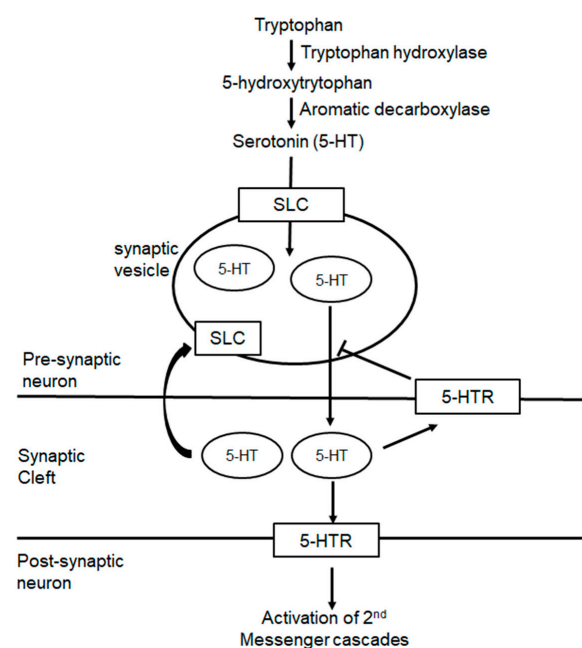 Tryptophan
Tryptophan hydroxylase
5-hydroxytrytophan
Aromatic decarboxylase
Serotonin (5-HT)
SLC
synaptic
vesicle
5-HT
5-HT
SLC
Pre-synaptic
neuron
5-HTR
Synaptic
Cleft
5-HT
5-HT
5-HTR
Post-synaptic
neuron
Activation of 2nd
Messenger cascades